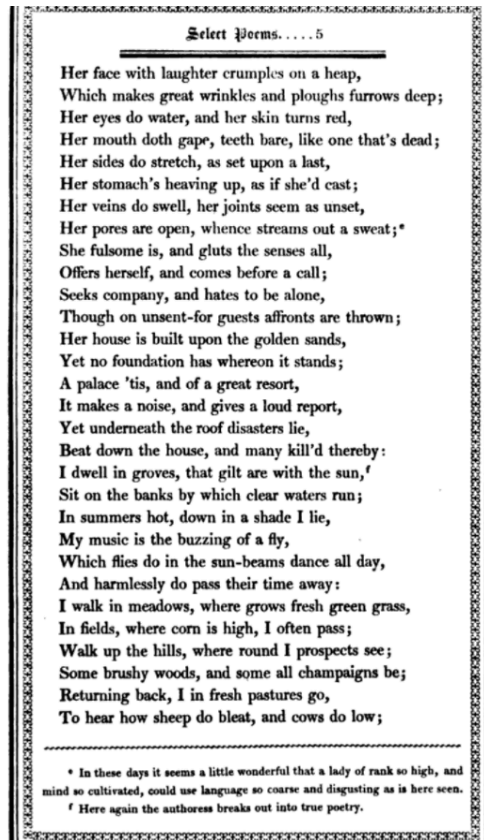 Select Poems.....5
Her face with laughter crumples on a heap,
Which makes great wrinkles and ploughs furrows deep;
Her eyes do water, and her skin turns red,
Her mouth doth gape, teeth bare, like one that's dead;
Her sides do stretch, as set upon a last,
Her stomach's heaving up, as if she'd cast;
Her veins do swell, her joints seem as unset,
Her pores are open, whence streams out a sweat;*
She fulsome is, and gluts the senses all,
Offers herself, and comes before a call;
Seeks company, and hates to be alone,
Though on unsent-for guests affronts are thrown;
Her house is built upon the golden sands,
Yet no foundation has whereon it stands;
A palace 'tis, and of a great resort,
It makes a noise, and gives a loud report,
Yet underneath the roof disasters lie,
Beat down the house, and many kill'd thereby:
I dwell in groves, that gilt are with the sun,f
Sit on the banks by which clear waters run;
In summers hot, down in a shade I lie,
My music is the buzzing of a fly,
Which flies do in the sun-beams dance all day,
And harmlessly do pass their time away:
I walk in meadows, where grows fresh green grass,
In fields, where corn is high, I often pass;
Walk up the hills, where round I prospects see;
Some brushy woods, and some all champaigns be;
Returning back, I in fresh pastures go,
To hear how sheep do bleat, and cows do low;
* In these days it seems a little wonderful that a lady of rank so high, and
mind so cultivated, could use language so coarse and disgusting as is here seen.
f Here again the authoress breaks out into true poetry.